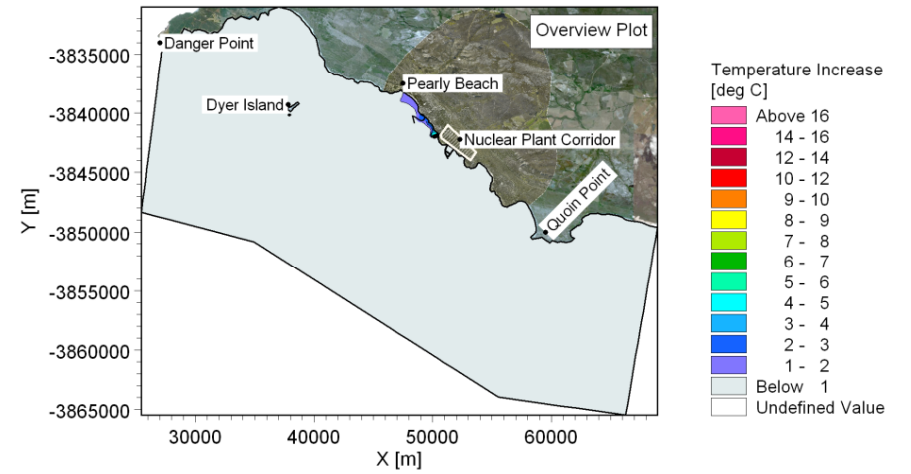 Overview Plot
Danger Point
Pearly Beach
Dyer Island
Nuclear Plant Corridor
Quoin Point
Y [m]
-3835000
-3840000
-3845000
-3850000
-3855000
-3860000
-3865000
30000 40000 50000 60000
X [m]
Temperature Increase
[deg C]
Above 16
14 - 16
12 - 14
10 - 12
9 - 10
8 - 9
7 - 8
6 - 7
5 - 6
4 - 5
3 - 4
2 - 3
1 - 2
Below 1
Undefined Value